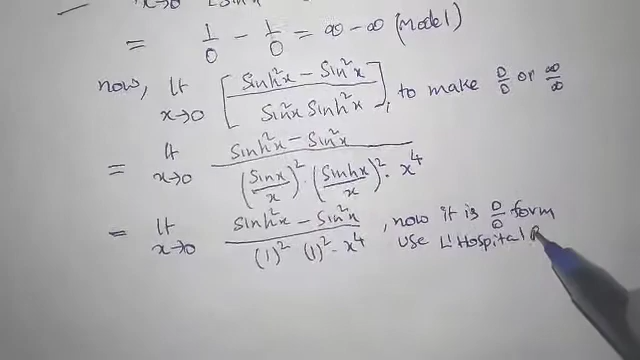 x→0
= 1/0 - 1/0 = ∞ - ∞ (Model)
now, lt x→0 [ (Sinh²x - Sin²x) / (Sin²x Sinh²x) ], to make 0/0 or ∞/∞
= lt x→0 (Sinh²x - Sin²x) / ((Sinx/x)² · (Sinhx/x)² · x⁴)
= lt x→0 (Sinh²x - Sin²x) / ((1)² (1)² · x⁴), now it is 0/0 form
use L' Hospital